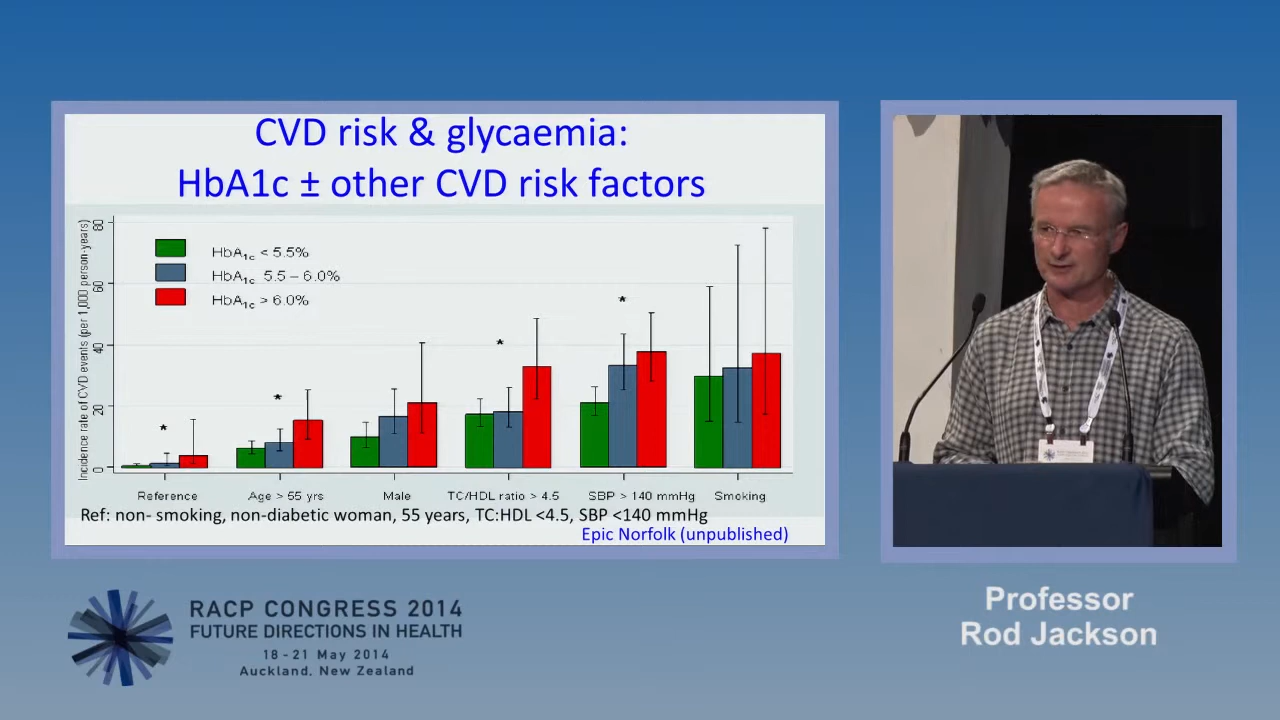 CVD risk & glycaemia:
HbA1c ± other CVD risk factors
Incidence rate of CVD events (per 1,000 person-years)
80
60
40
20
0
HbA1c < 5.5%
HbA1c 5.5 – 6.0%
HbA1c > 6.0%
*
*
*
*
Reference
Age > 55 yrs
Male
TC/HDL ratio > 4.5
SBP > 140 mmHg
Smoking
Ref: non- smoking, non-diabetic woman, 55 years, TC:HDL <4.5, SBP <140 mmHg
Epic Norfolk (unpublished)
RACP CONGRESS 2014
FUTURE DIRECTIONS IN HEALTH
18 - 21 May 2014
Auckland, New Zealand
Professor
Rod Jackson